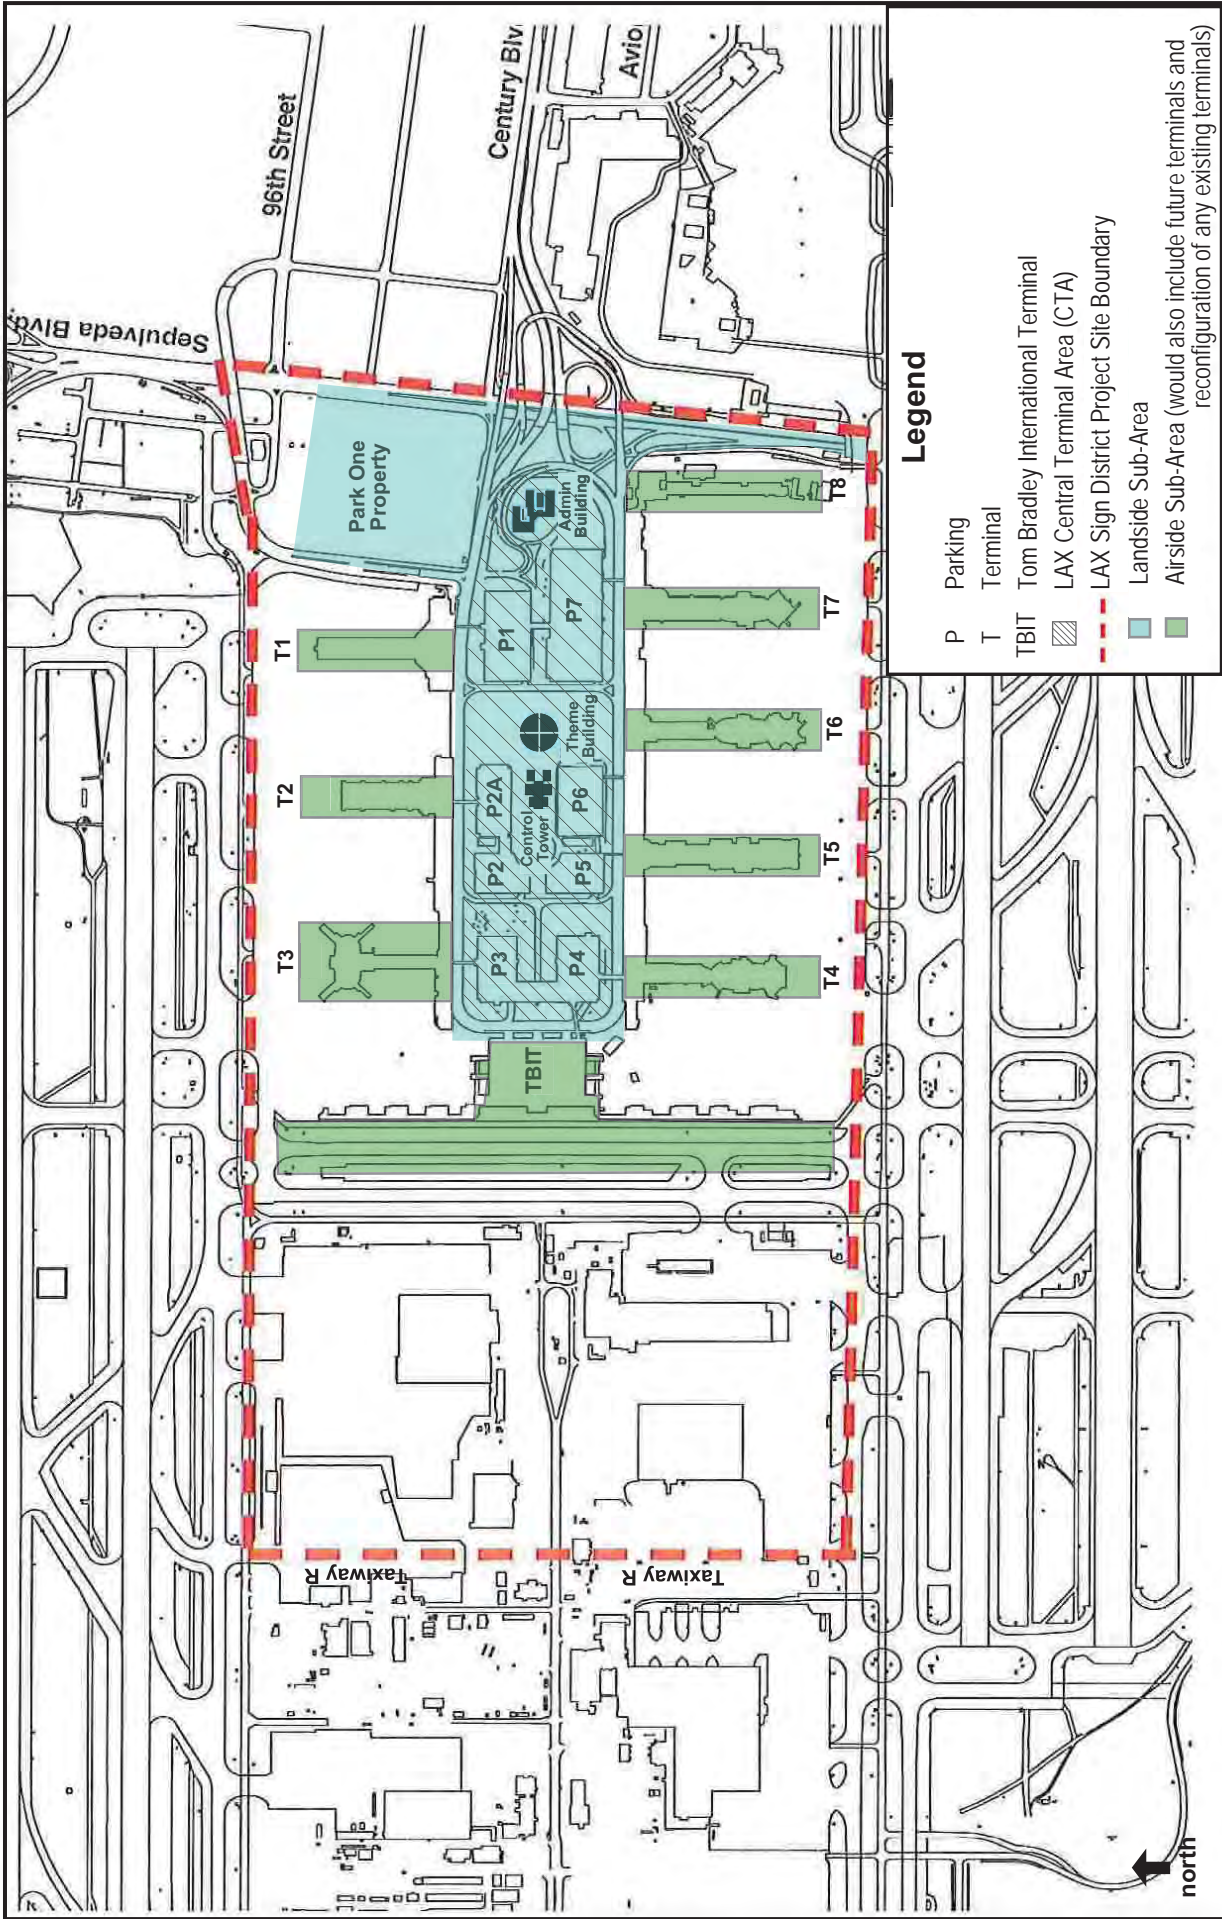 Sepulveda Blvd.
96th Street
Century Blv
Avio
Park One
Property
Admin
Building
T1
T2
T3
P1
P7
Theme
Building
P2A
P6
Control
Tower
P2
P5
P3
P4
TBIT
T8
T7
T6
T5
T4
Taxiway R
Taxiway R
north
Legend
P Parking
T Terminal
TBIT Tom Bradley International Terminal
LAX Central Terminal Area (CTA)
LAX Sign District Project Site Boundary
Landside Sub-Area
Airside Sub-Area (would also include future terminals and
reconfiguration of any existing terminals)